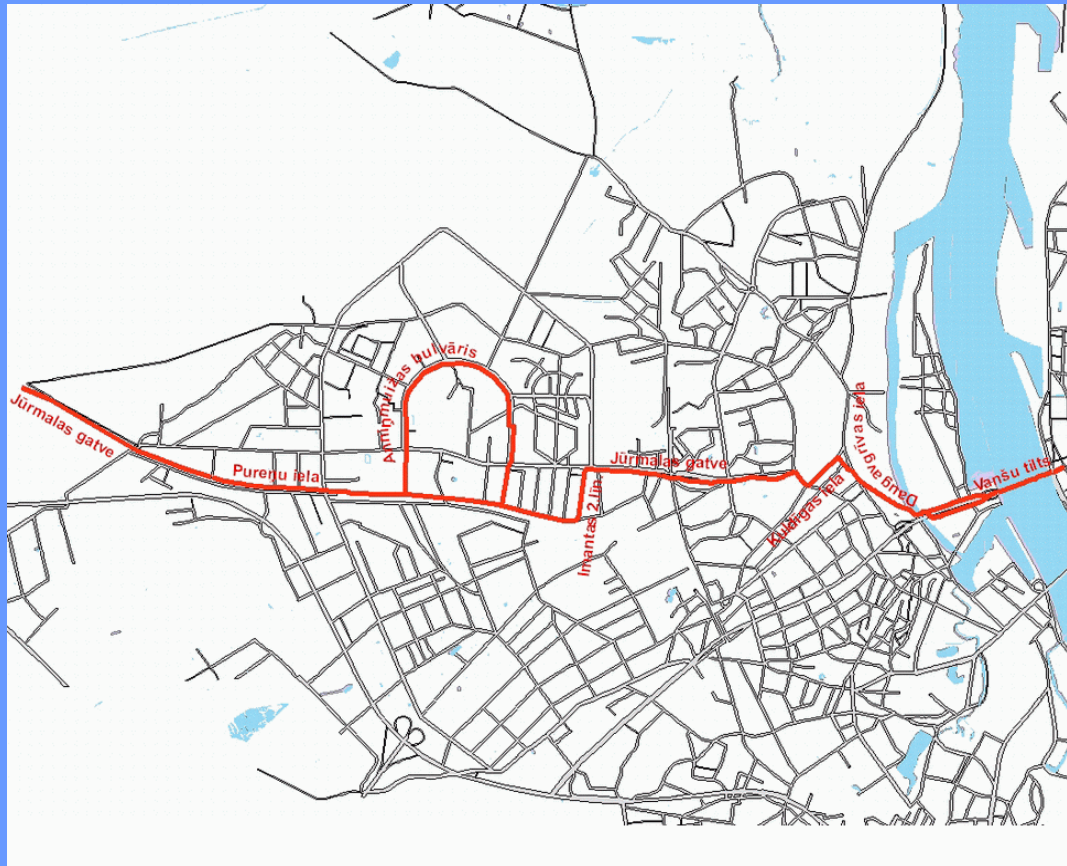 Jūrmalas gatve
Pureņu iela
Anniņmuižas bulvāris
Imantas 2.lin.
Jūrmalas gatve
Kuldīgas iela
Daugavgrīvas iela
Vanšu tilts